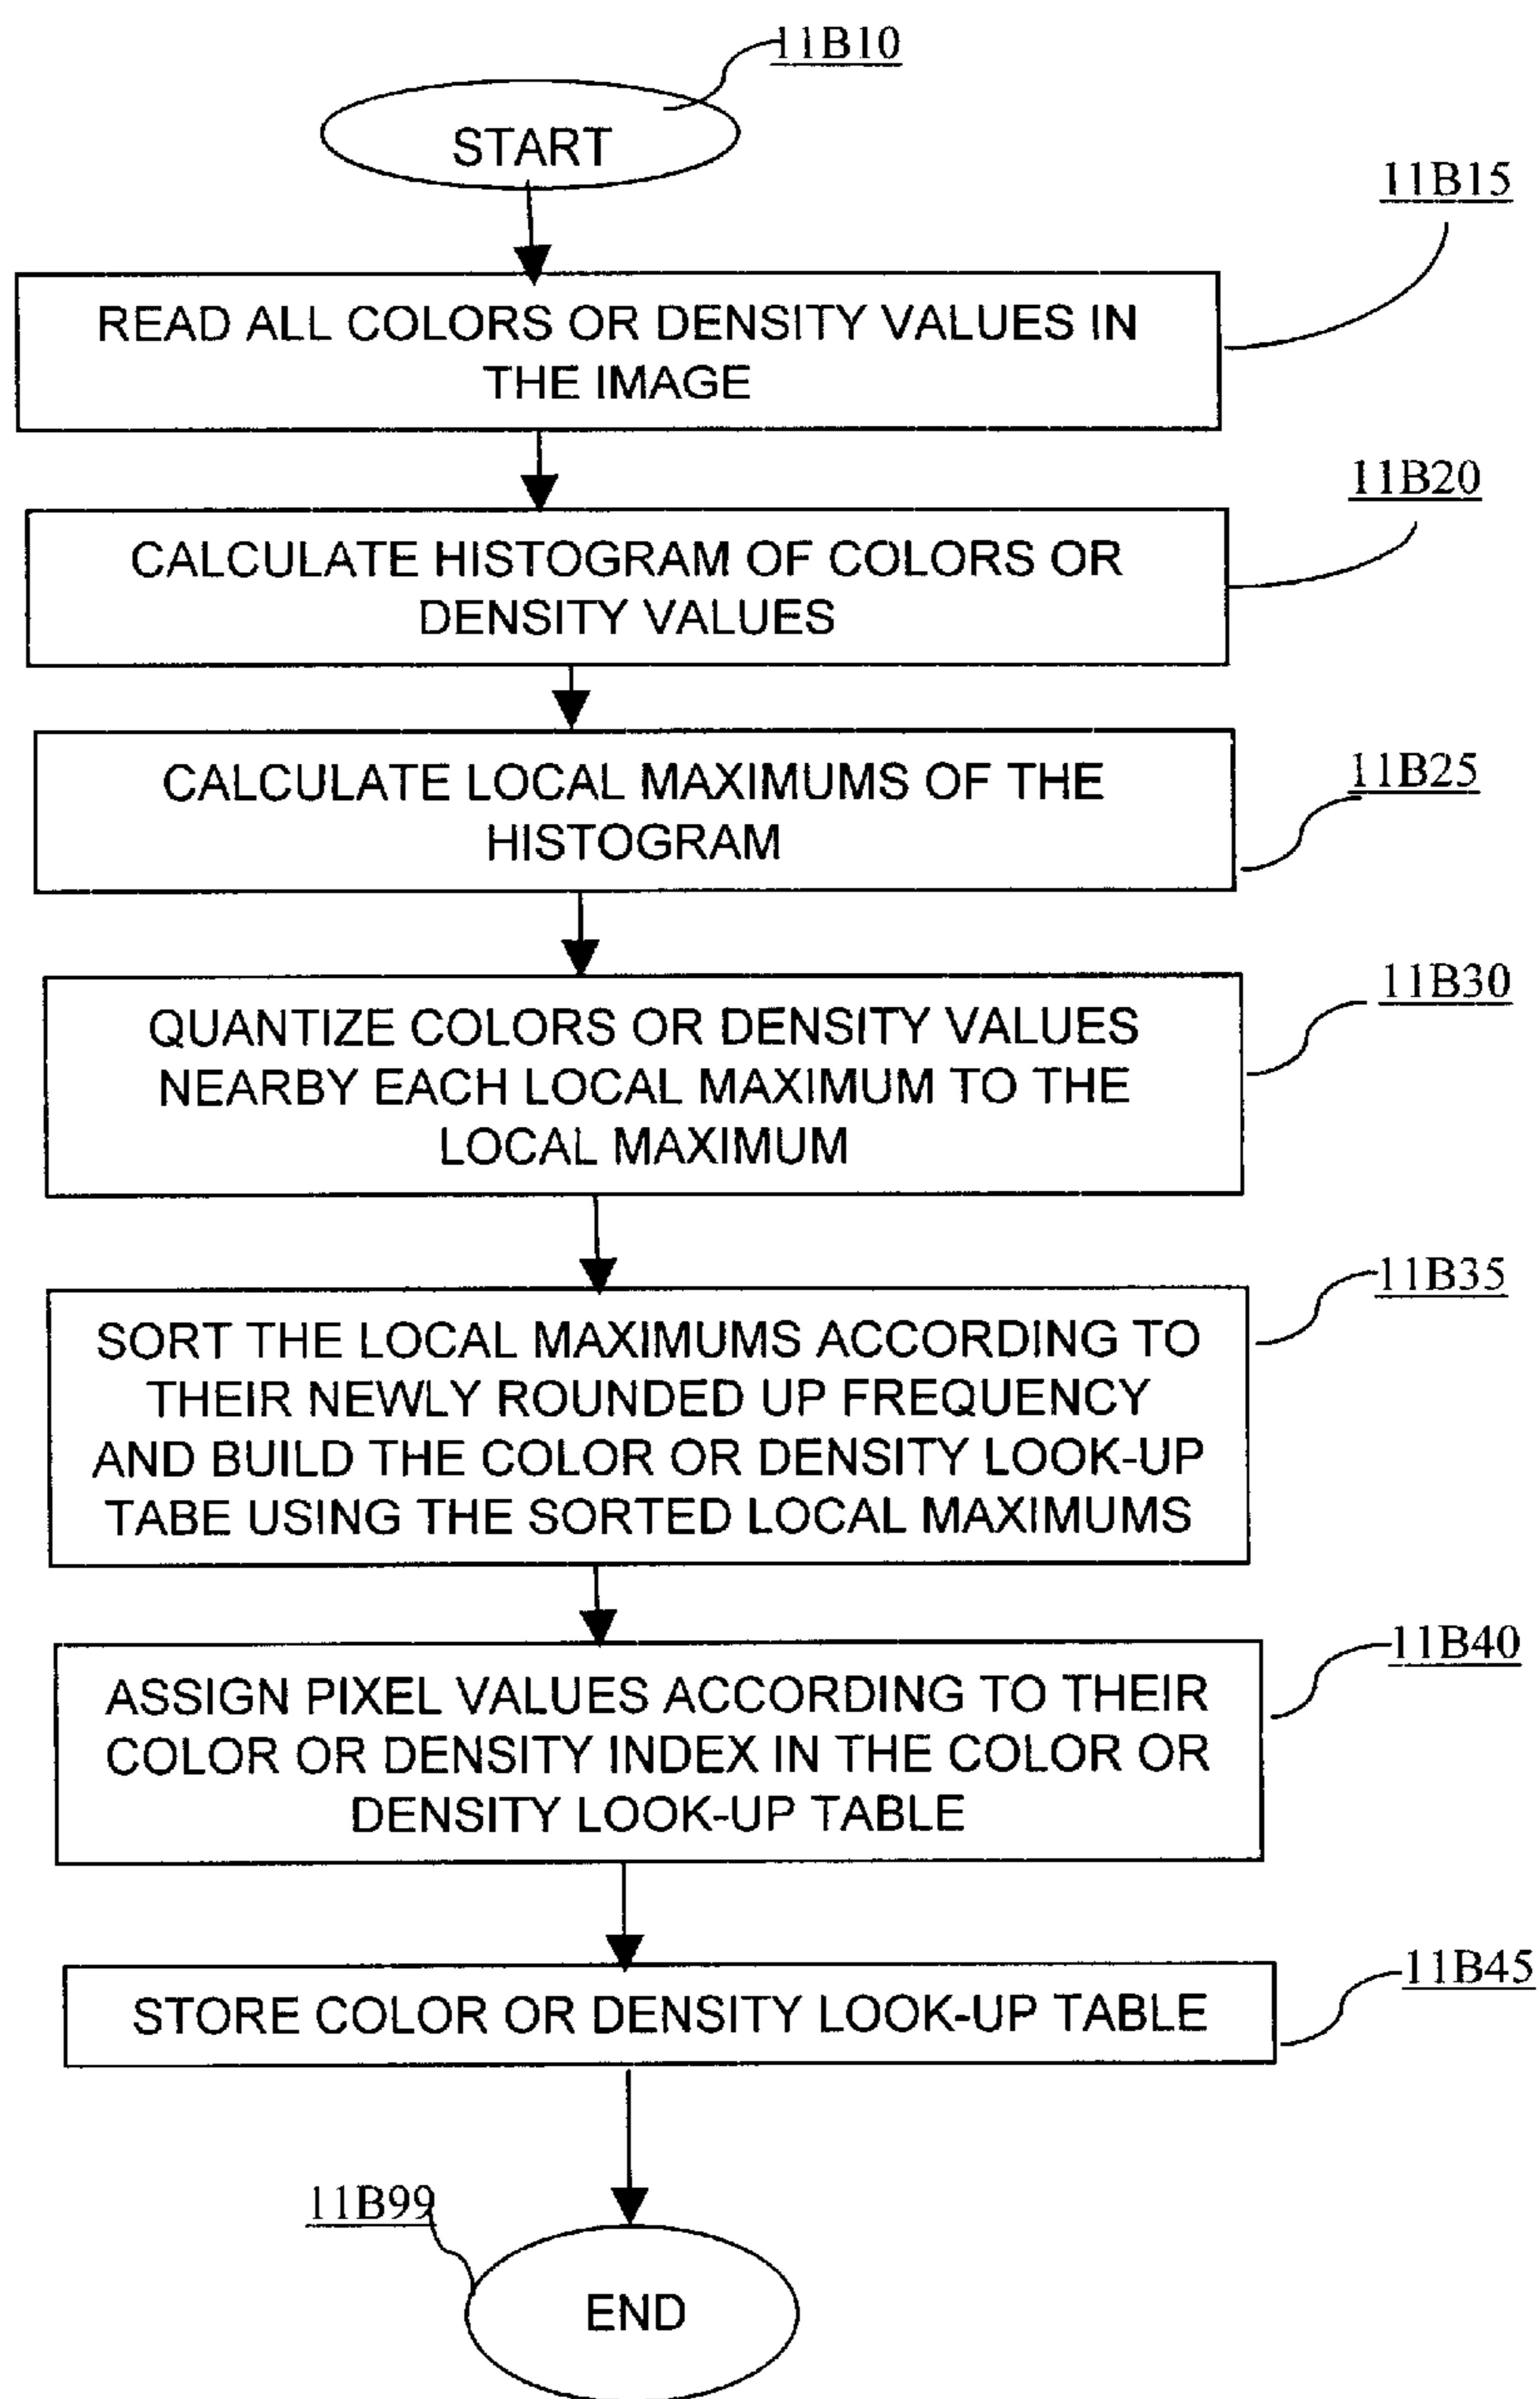 11B10
START
11B15
READ ALL COLORS OR DENSITY VALUES IN
THE IMAGE
11B20
CALCULATE HISTOGRAM OF COLORS OR
DENSITY VALUES
11B25
CALCULATE LOCAL MAXIMUMS OF THE
HISTOGRAM
11B30
QUANTIZE COLORS OR DENSITY VALUES
NEARBY EACH LOCAL MAXIMUM TO THE
LOCAL MAXIMUM
11B35
SORT THE LOCAL MAXIMUMS ACCORDING TO
THEIR NEWLY ROUNDED UP FREQUENCY
AND BUILD THE COLOR OR DENSITY LOOK-UP
TABE USING THE SORTED LOCAL MAXIMUMS
11B40
ASSIGN PIXEL VALUES ACCORDING TO THEIR
COLOR OR DENSITY INDEX IN THE COLOR OR
DENSITY LOOK-UP TABLE
11B45
STORE COLOR OR DENSITY LOOK-UP TABLE
11B99
END